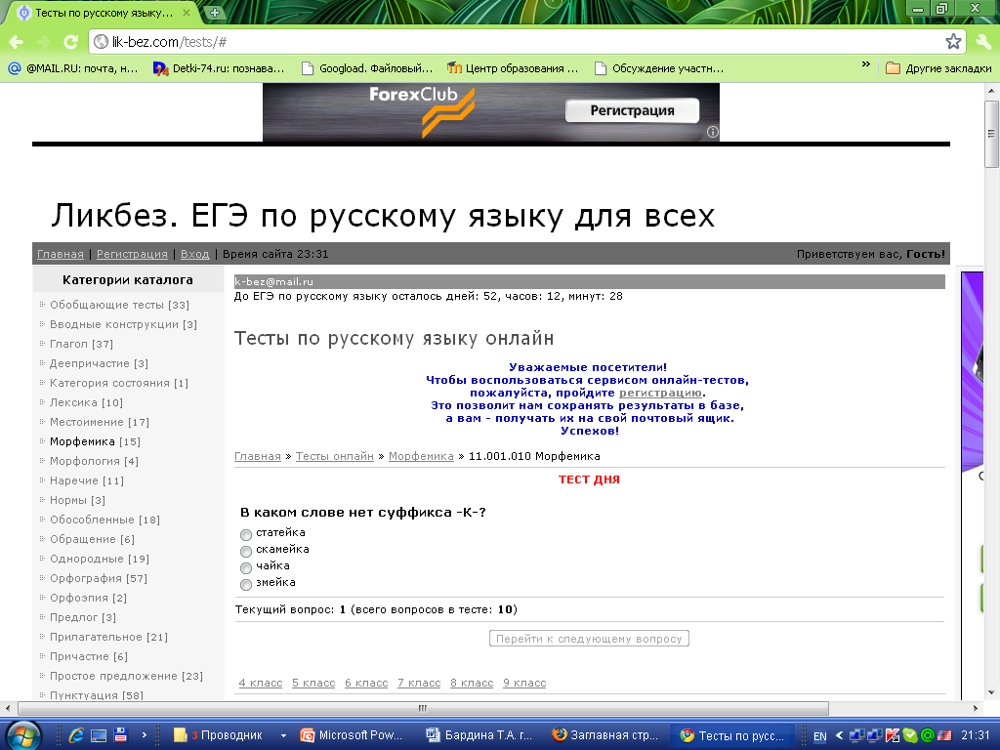 Тесты по русскому языку...
lik-bez.com/tests/#
@MAIL.RU: почта, н...
Detki-74.ru: познава...
Googload. Файловый...
Центр образования ...
Обсуждение участн...
»
Другие закладки
ForexClub
Регистрация
Ликбез. ЕГЭ по русскому языку для всех
Главная | Регистрация | Вход | Время сайта 23:31
Приветствуем вас, Гость!
Категории каталога
Обобщающие тесты [33]
Вводные конструкции [3]
Глагол [37]
Деепричастие [3]
Категория состояния [1]
Лексика [10]
Местоимение [17]
Морфемика [15]
Морфология [4]
Наречие [11]
Нормы [3]
Обособленные [18]
Обращение [6]
Однородные [19]
Орфография [57]
Орфоэпия [2]
Предлог [3]
Прилагательное [21]
Причастие [6]
Простое предложение [23]
Пунктуация [58]
k-bez@mail.ru
До ЕГЭ по русскому языку осталось дней: 52, часов: 12, минут: 28
Тесты по русскому языку онлайн
Уважаемые посетители!
Чтобы воспользоваться сервисом онлайн-тестов,
пожалуйста, пройдите регистрацию.
Это позволит нам сохранять результаты в базе,
а вам - получать их на свой почтовый ящик.
Успехов!
Главная » Тесты онлайн » Морфемика » 11.001.010 Морфемика
ТЕСТ ДНЯ
В каком слове нет суффикса -К-?
статейка
скамейка
чайка
змейка
Текущий вопрос: 1 (всего вопросов в тесте: 10)
Перейти к следующему вопросу
4 класс 5 класс 6 класс 7 класс 8 класс 9 класс
3 Проводник
Microsoft Pow...
Бардина Т.А. г...
Заглавная стр...
Тесты по русс...
EN
21:31